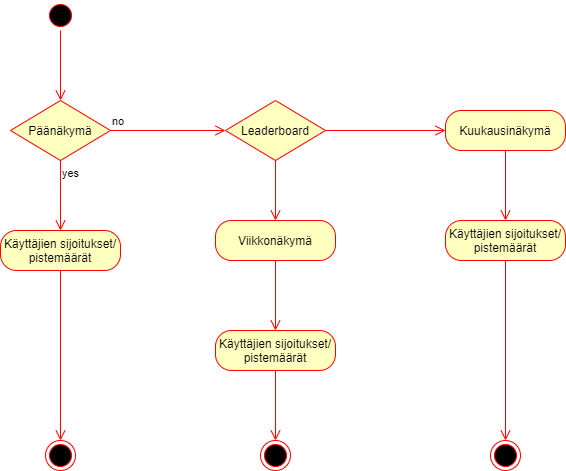 Päänäkymä
no
Leaderboard
Kuukausinäkymä
yes
Käyttäjien sijoitukset/
pistemäärät
Viikkonäkymä
Käyttäjien sijoitukset/
pistemäärät
Käyttäjien sijoitukset/
pistemäärät